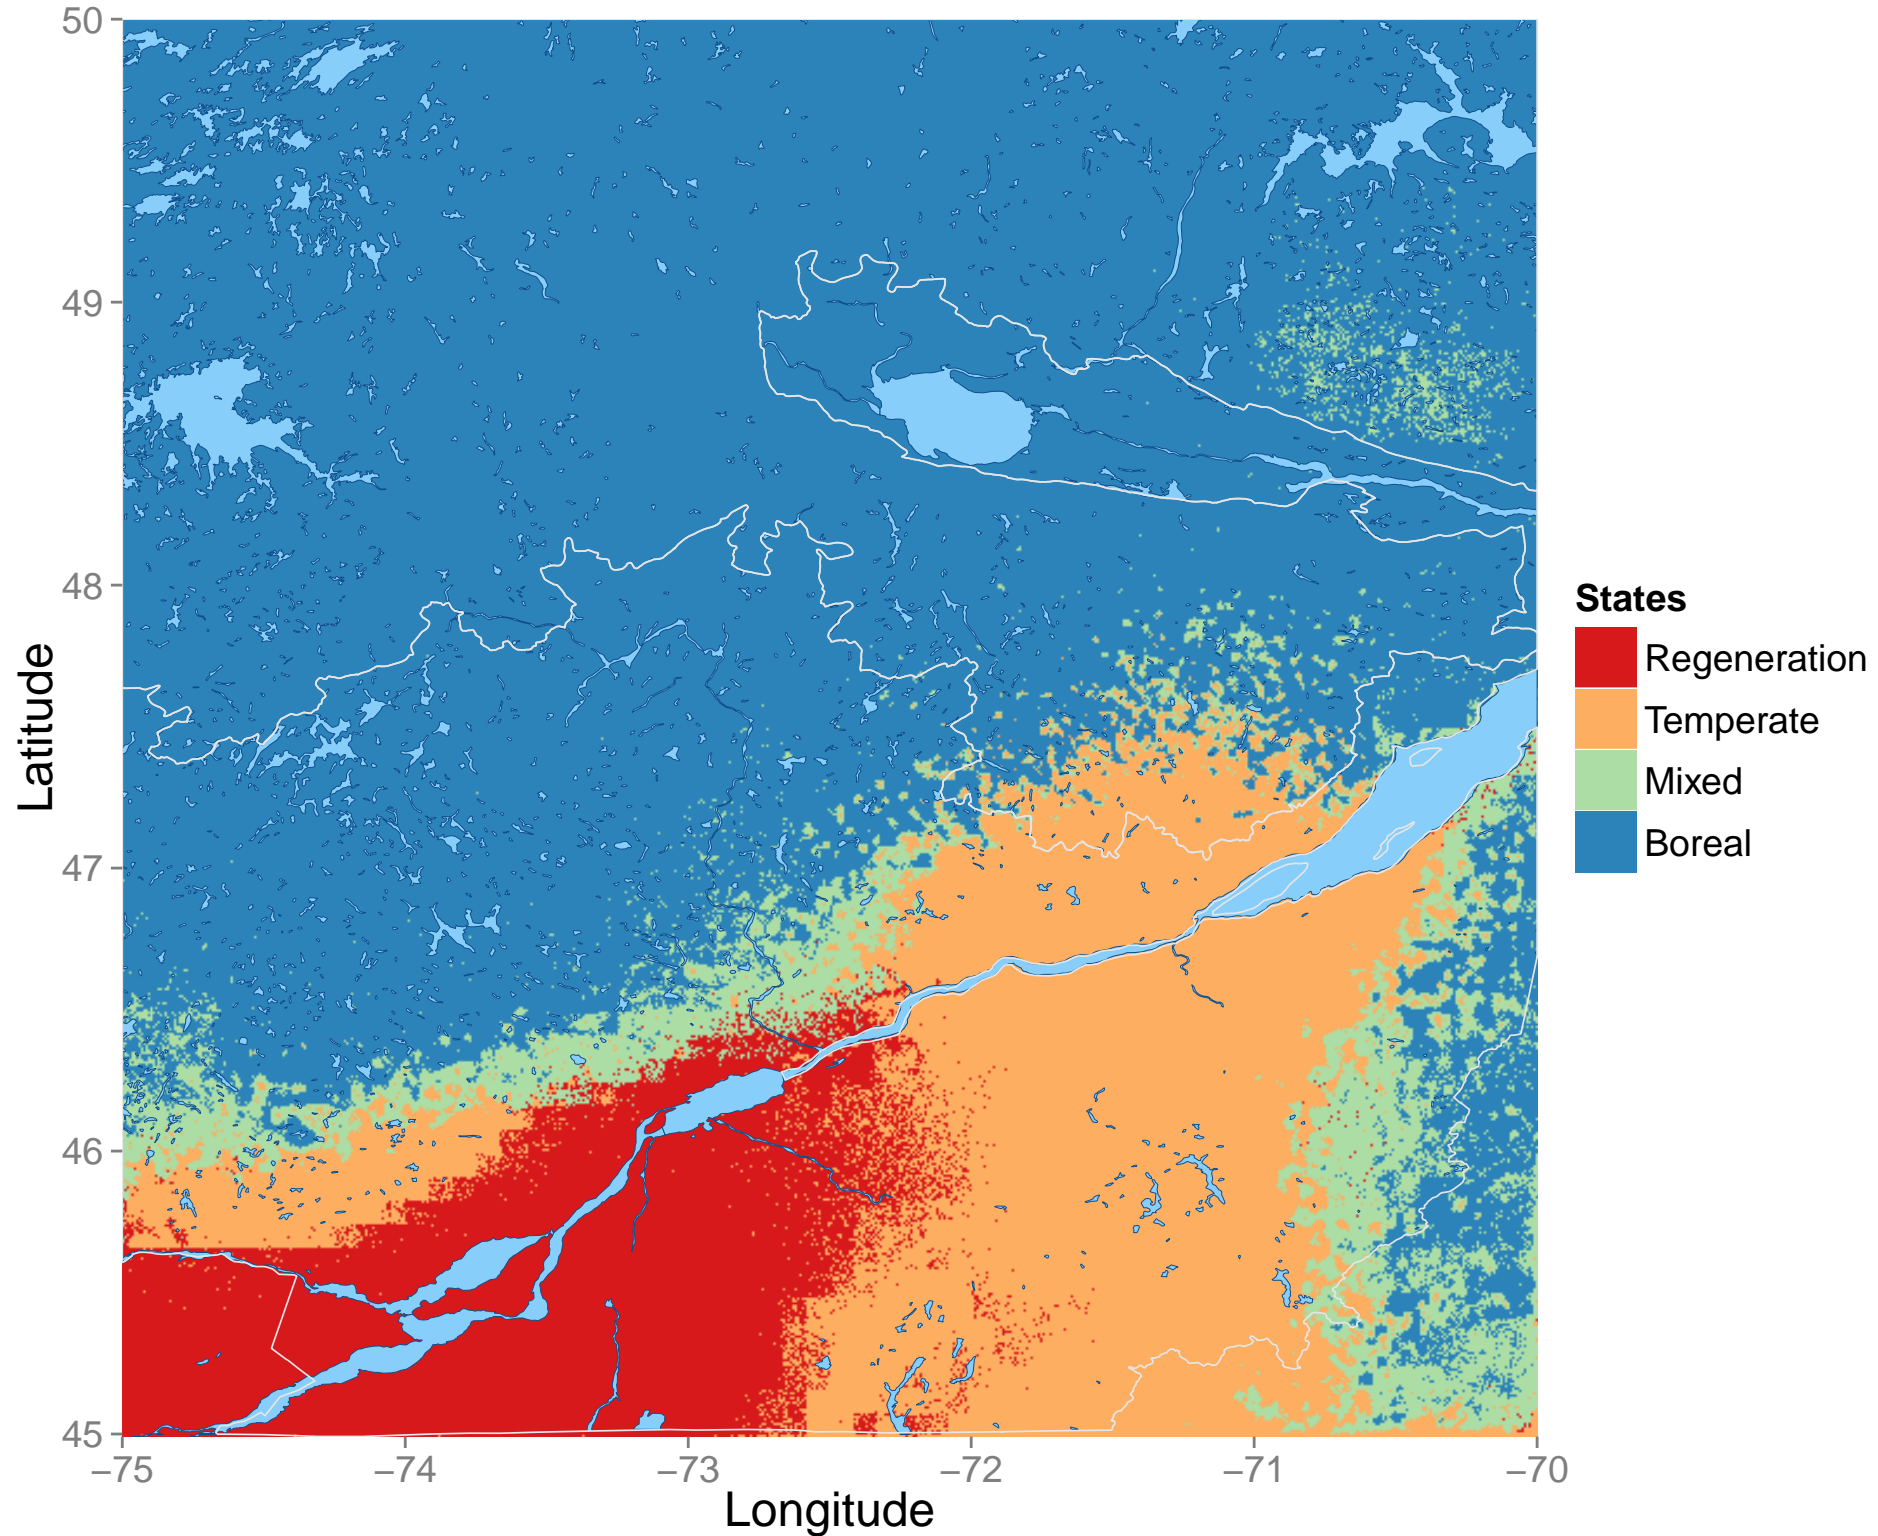 50
49
48
47
46
45
Latitude
−75
−74
−73
−72
−71
−70
Longitude
States
Regeneration
Temperate
Mixed
Boreal